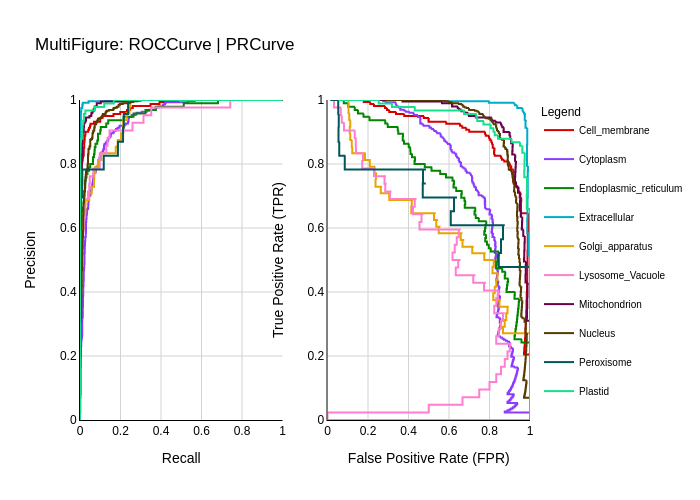 MultiFigure: ROCCurve | PRCurve
Precision
1
0.8
0.6
0.4
0.2
0
0 0.2 0.4 0.6 0.8 1
Recall
True Positive Rate (TPR)
1
0.8
0.6
0.4
0.2
0
0 0.2 0.4 0.6 0.8 1
False Positive Rate (FPR)
Legend
Cell_membrane
Cytoplasm
Endoplasmic_reticulum
Extracellular
Golgi_apparatus
Lysosome_Vacuole
Mitochondrion
Nucleus
Peroxisome
Plastid